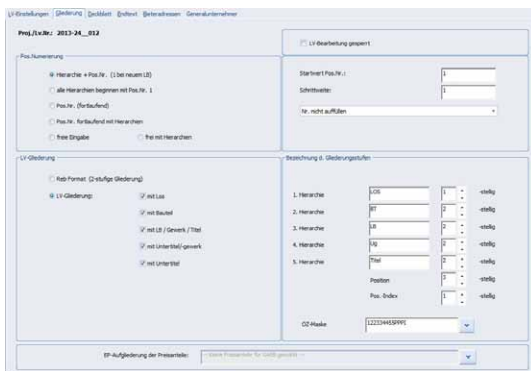 LV-Einstellungen Gliederung Deckblatt Endtext Bieteradressen Generalunternehmer
Proj./Lv.Nr.: 2013-24__012
LV-Bearbeitung gesperrt
Pos.Numerierung
Hierarchie + Pos.Nr. (1 bei neuem LB)
alle Hierarchien beginnen mit Pos.Nr. 1
Pos.Nr. (fortlaufend)
Pos.Nr. fortlaufend mit Hierarchien
freie Eingabe frei mit Hierarchien
Startwert Pos.Nr.: 1
Schrittweite: 1
Nr. nicht auffüllen
LV-Gliederung
Reb Format (2-stufige Gliederung)
LV-Gliederung: mit Los
mit Bauteil
mit LB / Gewerk / Titel
mit Untertitel/-gewerk
mit Untertitel
Bezeichnung d. Gliederungsstufen
1. Hierarchie LOS 1 -stellig
2. Hierarchie BT 2 -stellig
3. Hierarchie LB 2 -stellig
4. Hierarchie Ug 2 -stellig
5. Hierarchie Titel 2 -stellig
Position 3 -stellig
Pos. Index 1 -stellig
OZ-Maske 122334455PPPI
EP-Aufgliederung der Preisanteile: